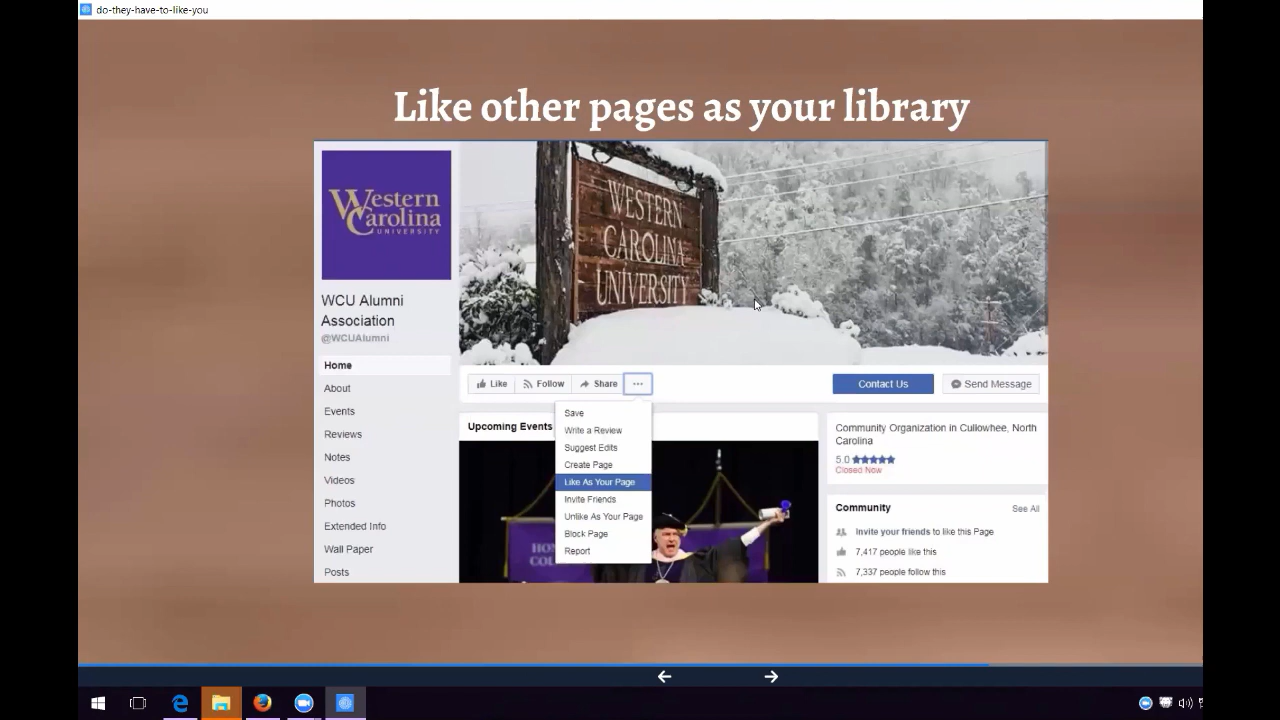 do-they-have-to-like-you
Like other pages as your library
Western
Carolina
UNIVERSITY
WESTERN
CAROLINA
UNIVERSITY
WCU Alumni
Association
@WCUAlumni
Home
About
Events
Reviews
Notes
Videos
Photos
Extended Info
Wall Paper
Posts
Like
Follow
Share
...
Contact Us
Send Message
Save
Write a Review
Suggest Edits
Create Page
Like As Your Page
Invite Friends
Unlike As Your Page
Block Page
Report
Upcoming Events
Community Organization in Cullowhee, North
Carolina
5.0 ★★★★★
Closed Now
Community
See All
Invite your friends to like this Page
7,417 people like this
7,337 people follow this